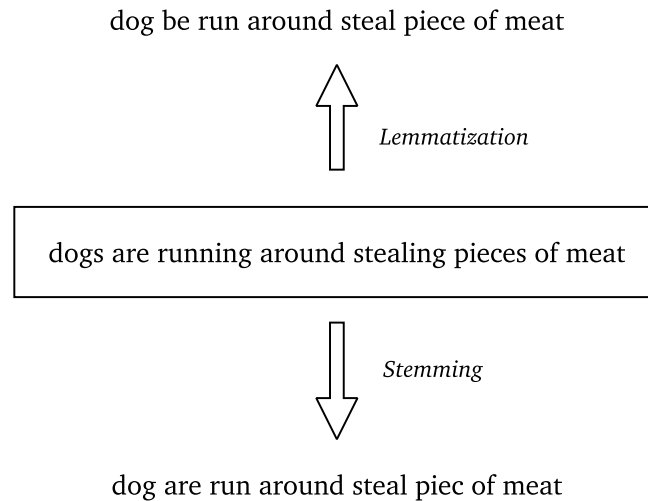 dog be run around steal piece of meat
Lemmatization
dogs are running around stealing pieces of meat
Stemming
dog are run around steal piec of meat